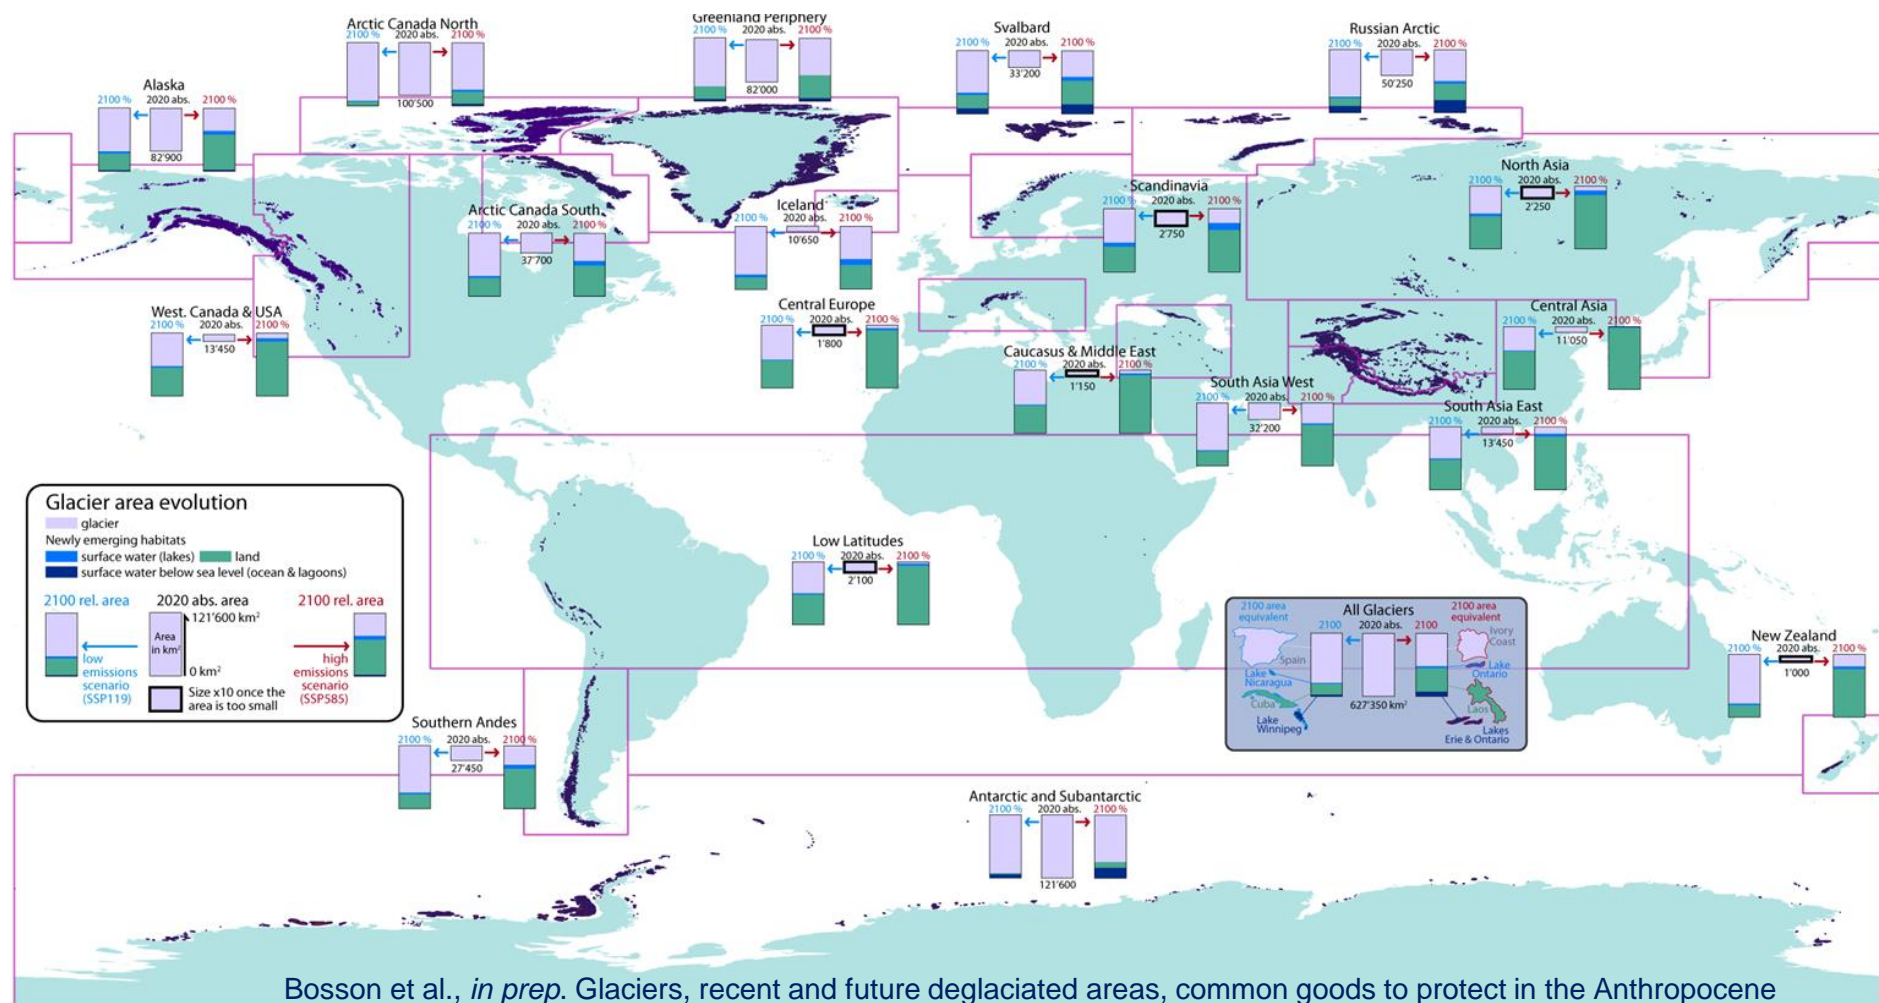 Arctic Canada North
2100 % 2020 abs. 2100 %
100'500
Greenland Periphery
2100 % 2020 abs. 2100 %
82'000
Svalbard
2100 % 2020 abs. 2100 %
33'200
Russian Arctic
2100 % 2020 abs. 2100 %
50'250
Alaska
2100 % 2020 abs. 2100 %
82'900
North Asia
2100 % 2020 abs. 2100 %
2'250
Scandinavia
2100 % 2020 abs. 2100 %
2'750
Iceland
2100 % 2020 abs. 2100 %
10'650
Arctic Canada South
2100 % 2020 abs. 2100 %
37'700
West. Canada & USA
2100 % 2020 abs. 2100 %
13'450
Central Europe
2100 % 2020 abs. 2100 %
1'800
Central Asia
2100 % 2020 abs. 2100 %
11'050
Caucasus & Middle East
2100 % 2020 abs. 2100 %
1'150
South Asia West
2100 % 2020 abs. 2100 %
32'200
South Asia East
2100 % 2020 abs. 2100 %
13'450
Glacier area evolution
glacier
Newly emerging habitats
surface water (lakes) land
surface water below sea level (ocean & lagoons)
2100 rel. area 2020 abs. area 2100 rel. area
121'600 km²
Area
in km²
0 km²
low
emissions
scenario
(SSP119)
high
emissions
scenario
(SSP585)
Size x10 once the
area is too small
Low Latitudes
2100 % 2020 abs. 2100 %
2'100
All Glaciers
2100 area
equivalent
2100 2020 abs. 2100
2100 area
equivalent
Spain
Lake
Nicaragua
Cuba
Lake
Winnipeg
627'350 km²
Ivory
Coast
Lake
Ontario
Laos
Lakes
Erie & Ontario
New Zealand
2100 % 2020 abs. 2100 %
1'000
Southern Andes
2100 % 2020 abs. 2100 %
27'450
Antarctic and Subantarctic
2100 % 2020 abs. 2100 %
121'600
Bosson et al., in prep. Glaciers, recent and future deglaciated areas, common goods to protect in the Anthropocene